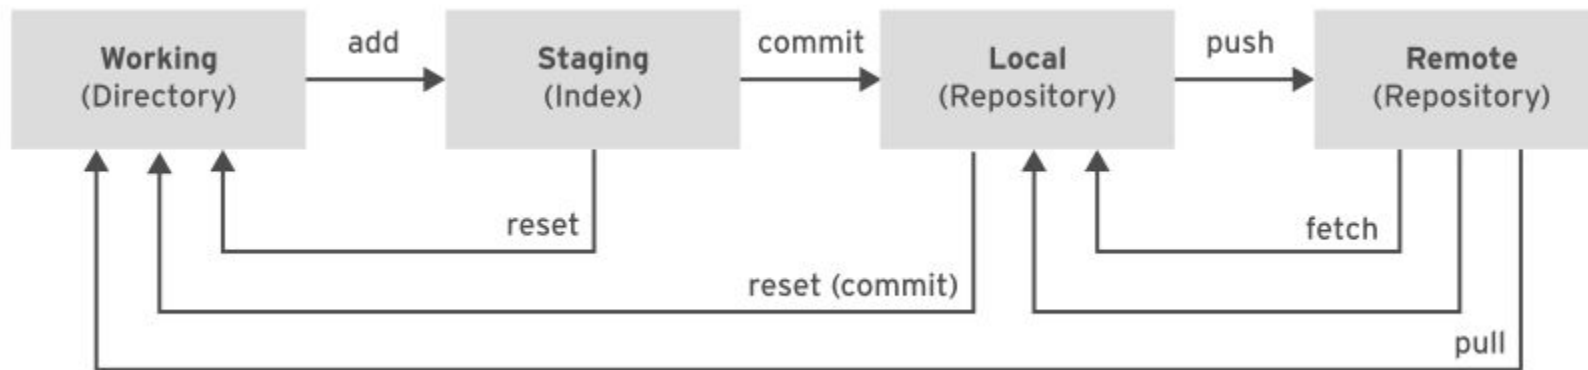 Working
(Directory)
add
Staging
(Index)
commit
Local
(Repository)
push
Remote
(Repository)
reset
fetch
reset (commit)
pull